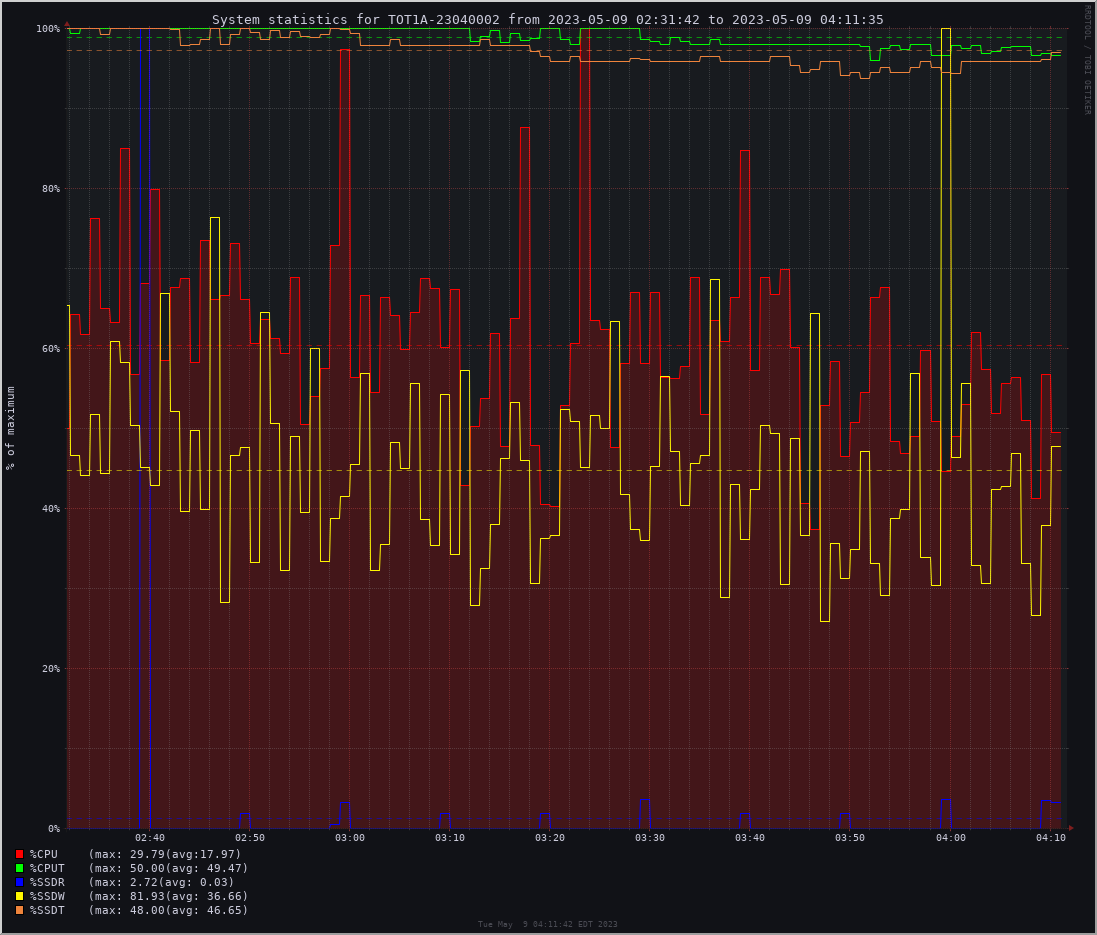 System statistics for TOT1A-23040002 from 2023-05-09 02:31:42 to 2023-05-09 04:11:35
RRDTOOL / TOBI OETIKER
% of maximum
100%
80%
60%
40%
20%
0%
02:40 02:50 03:00 03:10 03:20 03:30 03:40 03:50 04:00 04:10
%CPU (max: 29.79(avg:17.97)
%CPUT (max: 50.00(avg: 49.47)
%SSDR (max: 2.72(avg: 0.03)
%SSDW (max: 81.93(avg: 36.66)
%SSDT (max: 48.00(avg: 46.65)
Tue May 9 04:11:42 EDT 2023